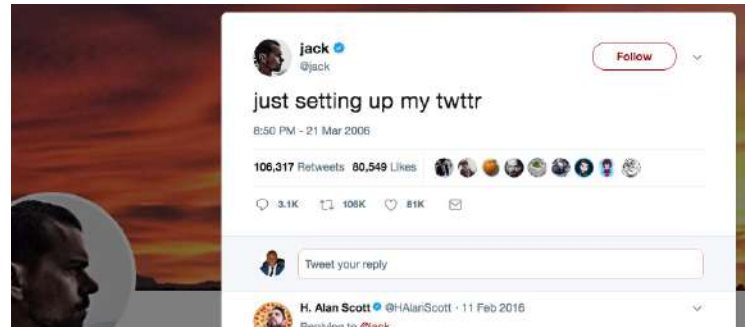 jack
@jack
Follow
just setting up my twttr
8:50 PM - 21 Mar 2006
106,317 Retweets 80,549 Likes
3.1K 106K 81K
Tweet your reply
H. Alan Scott @HAlanScott · 11 Feb 2016
Replying to @jack